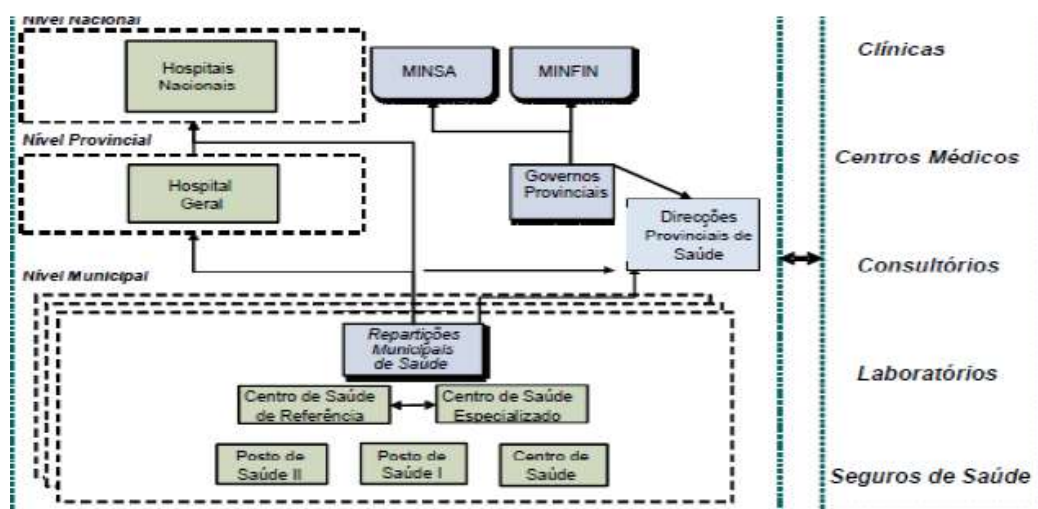 Nível Nacional
Hospitais
Nacionais
MINSA
MINFIN
Nível Provincial
Hospital
Geral
Governos
Provinciais
Direcções
Provinciais de
Saúde
Nível Municipal
Repartições
Municipais
de Saúde
Centro de Saúde
de Referência
Centro de Saúde
Especializado
Posto de
Saúde II
Posto de
Saúde I
Centro de
Saúde
Clínicas
Centros Médicos
Consultórios
Laboratórios
Seguros de Saúde